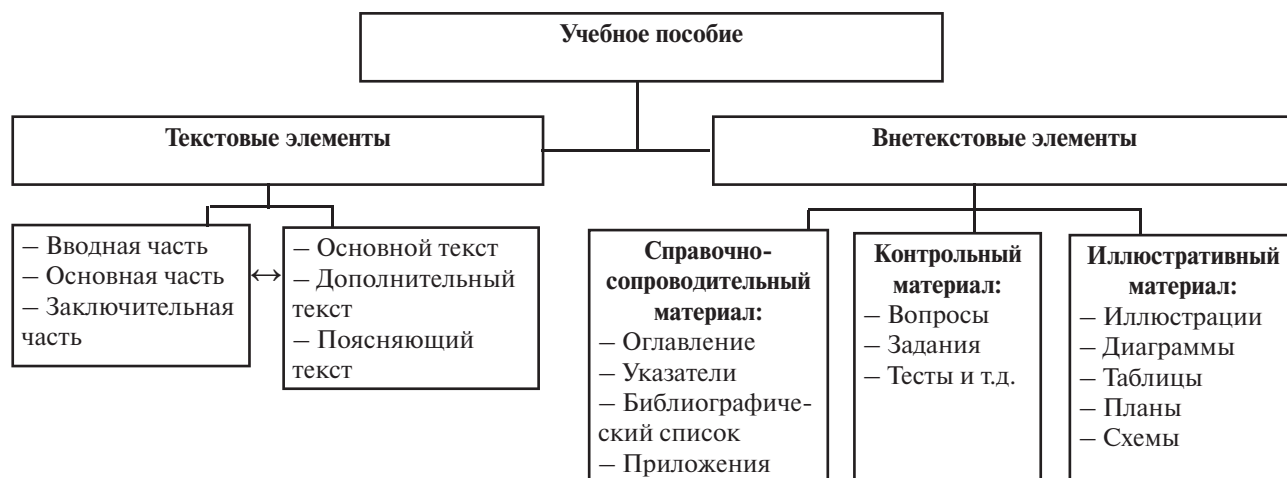 Учебное пособие
Текстовые элементы
Внетекстовые элементы
— Вводная часть
— Основная часть
— Заключительная
часть
— Основной текст
— Дополнительный
текст
— Поясняющий
текст
Справочно-
сопроводительный
материал:
— Оглавление
— Указатели
— Библиографиче-
ский список
— Приложения
Контрольный
материал:
— Вопросы
— Задания
— Тесты и т.д.
Иллюстративный
материал:
— Иллюстрации
— Диаграммы
— Таблицы
— Планы
— Схемы